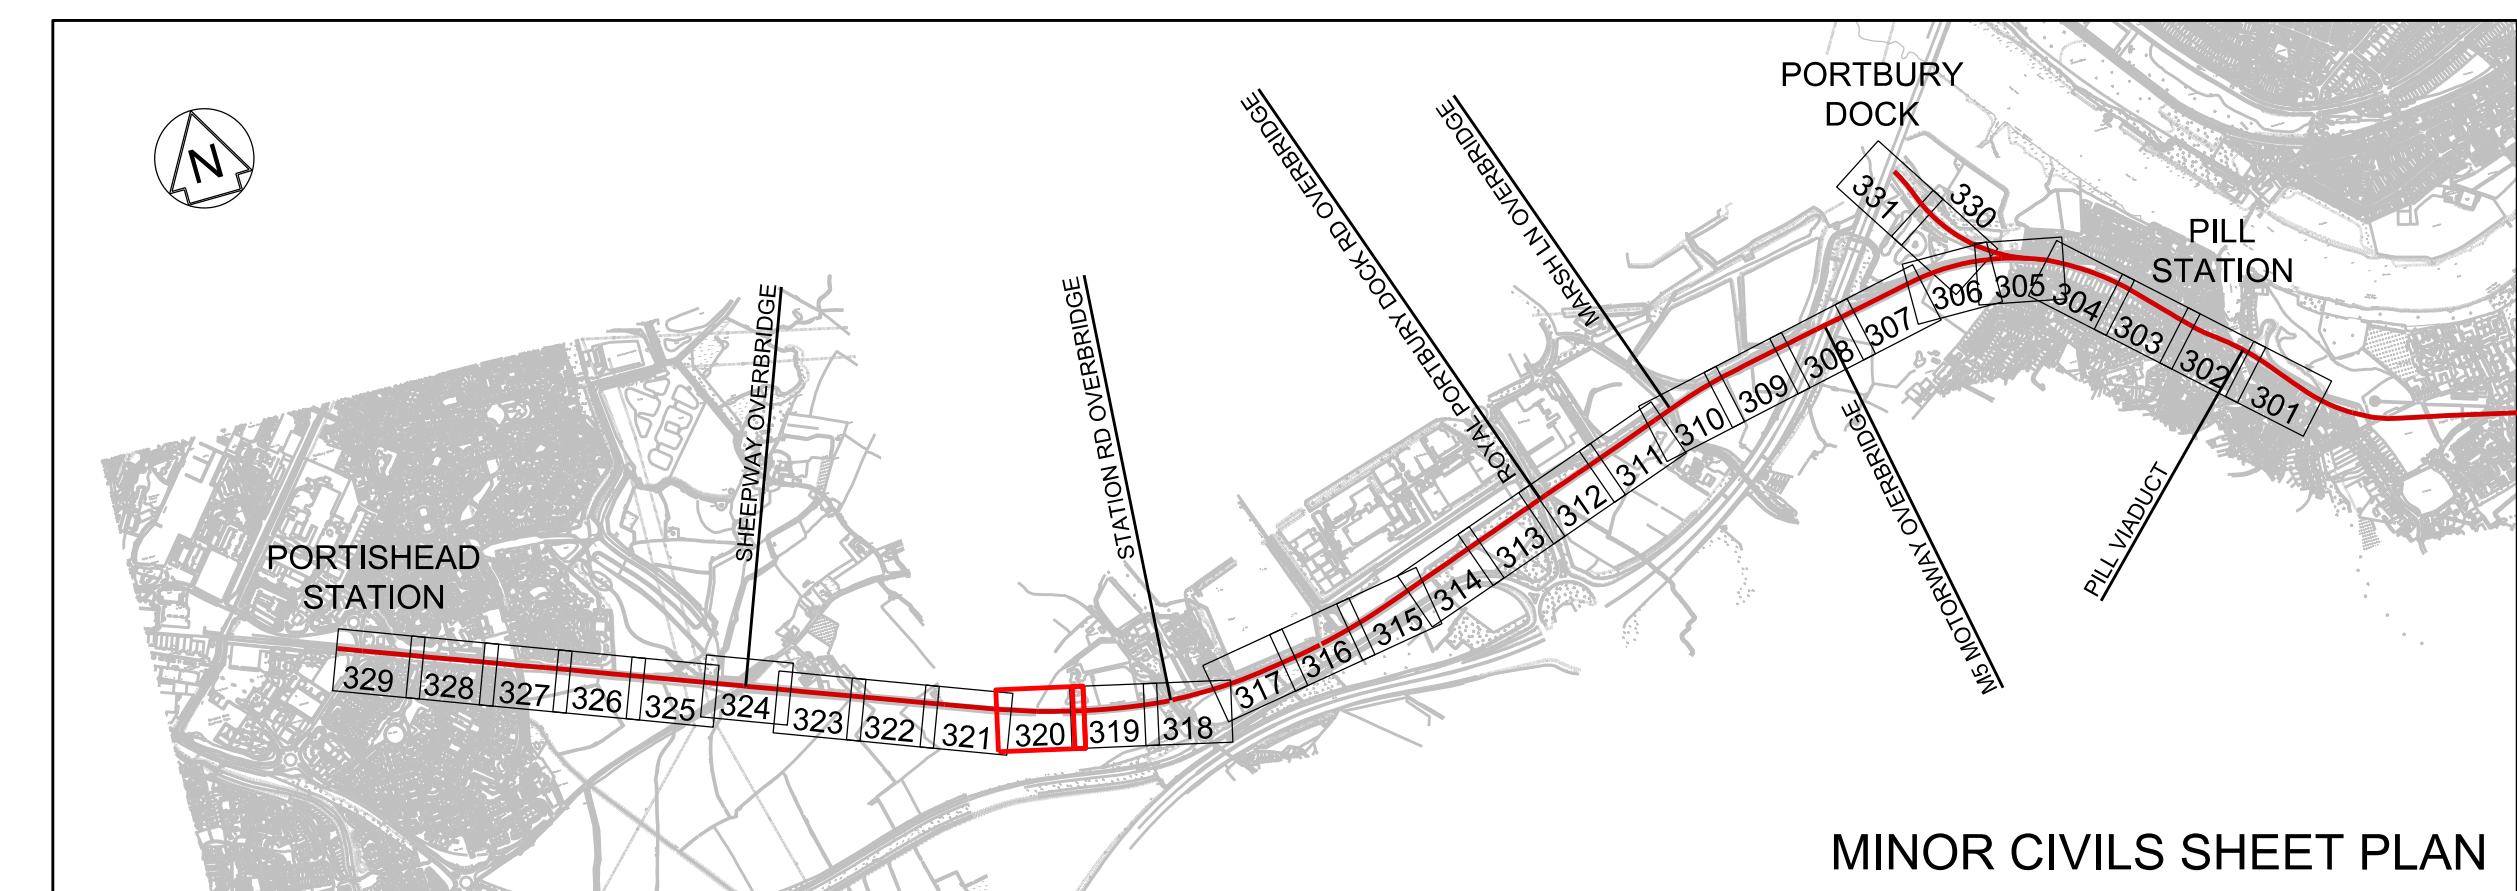 N
PORTISHEAD
STATION
SHEEPWAY OVERBRIDGE
STATION RD OVERBRIDGE
ROYAL PORTBURY DOCK RD OVERBRIDGE
MARSH LN OVERBRIDGE
PORTBURY
DOCK
PILL
STATION
M5 MOTORWAY OVERBRIDGE
PILL VIADUCT
329
328
327
326
325
324
323
322
321
320
319
318
317
316
315
314
313
312
311
310
309
308
307
306
305
304
303
302
301
331
330
MINOR CIVILS SHEET PLAN